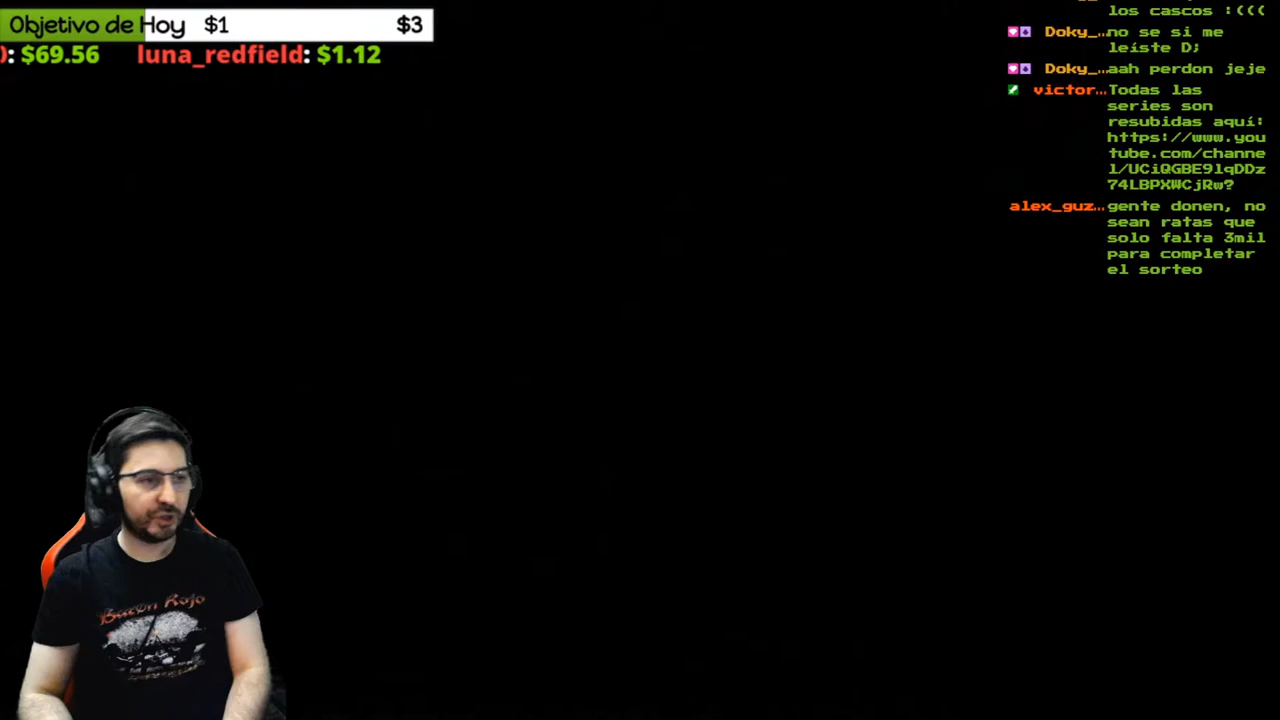 Objetivo de Hoy $1 $3
: $69.56 luna_redfield: $1.12
los cascos :(((
Doky_… no se si me
leíste D;
Doky_… aah perdon jeje
victor… Todas las
series son
resubidas aquí:
https://www.you
tube.com/channe
l/UCiQGBE9lqDDz
74LBPXWCjRw?
alex_guz… gente donen, no
sean ratas que
solo falta 3mil
para completar
el sorteo
Barón Rojo